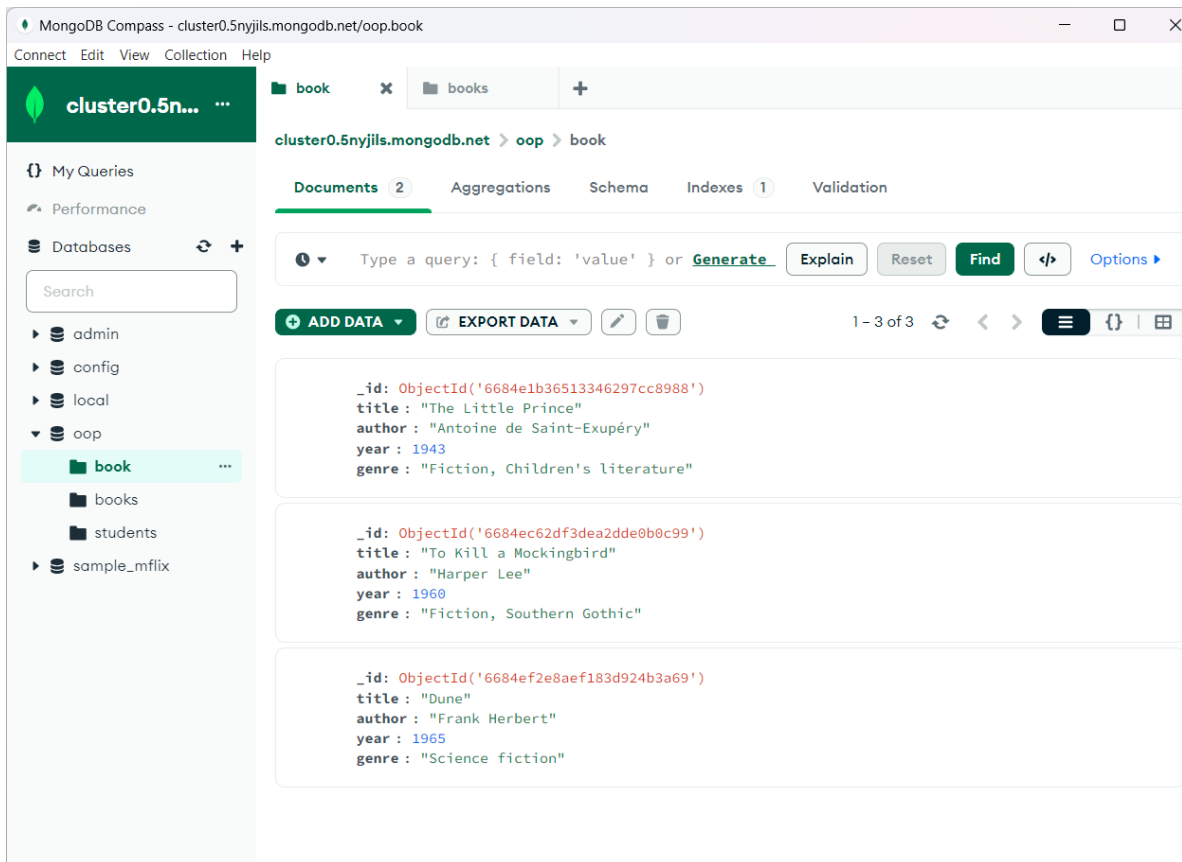 MongoDB Compass - cluster0.5nyjils.mongodb.net/oop.book
Connect Edit View Collection Help
cluster0.5n... ...
book books
cluster0.5nyjils.mongodb.net > oop > book
{} My Queries
Performance
Databases
Search
admin
config
local
oop
book ...
books
students
sample_mflix
Documents 2 Aggregations Schema Indexes 1 Validation
Type a query: { field: 'value' } or Generate Explain Reset Find </> Options
ADD DATA EXPORT DATA 1 – 3 of 3 {}
_id: ObjectId('6684e1b36513346297cc8988')
title : "The Little Prince"
author : "Antoine de Saint-Exupéry"
year : 1943
genre : "Fiction, Children's literature"
_id: ObjectId('6684ec62df3dea2dde0b0c99')
title : "To Kill a Mockingbird"
author : "Harper Lee"
year : 1960
genre : "Fiction, Southern Gothic"
_id: ObjectId('6684ef2e8aef183d924b3a69')
title : "Dune"
author : "Frank Herbert"
year : 1965
genre : "Science fiction"